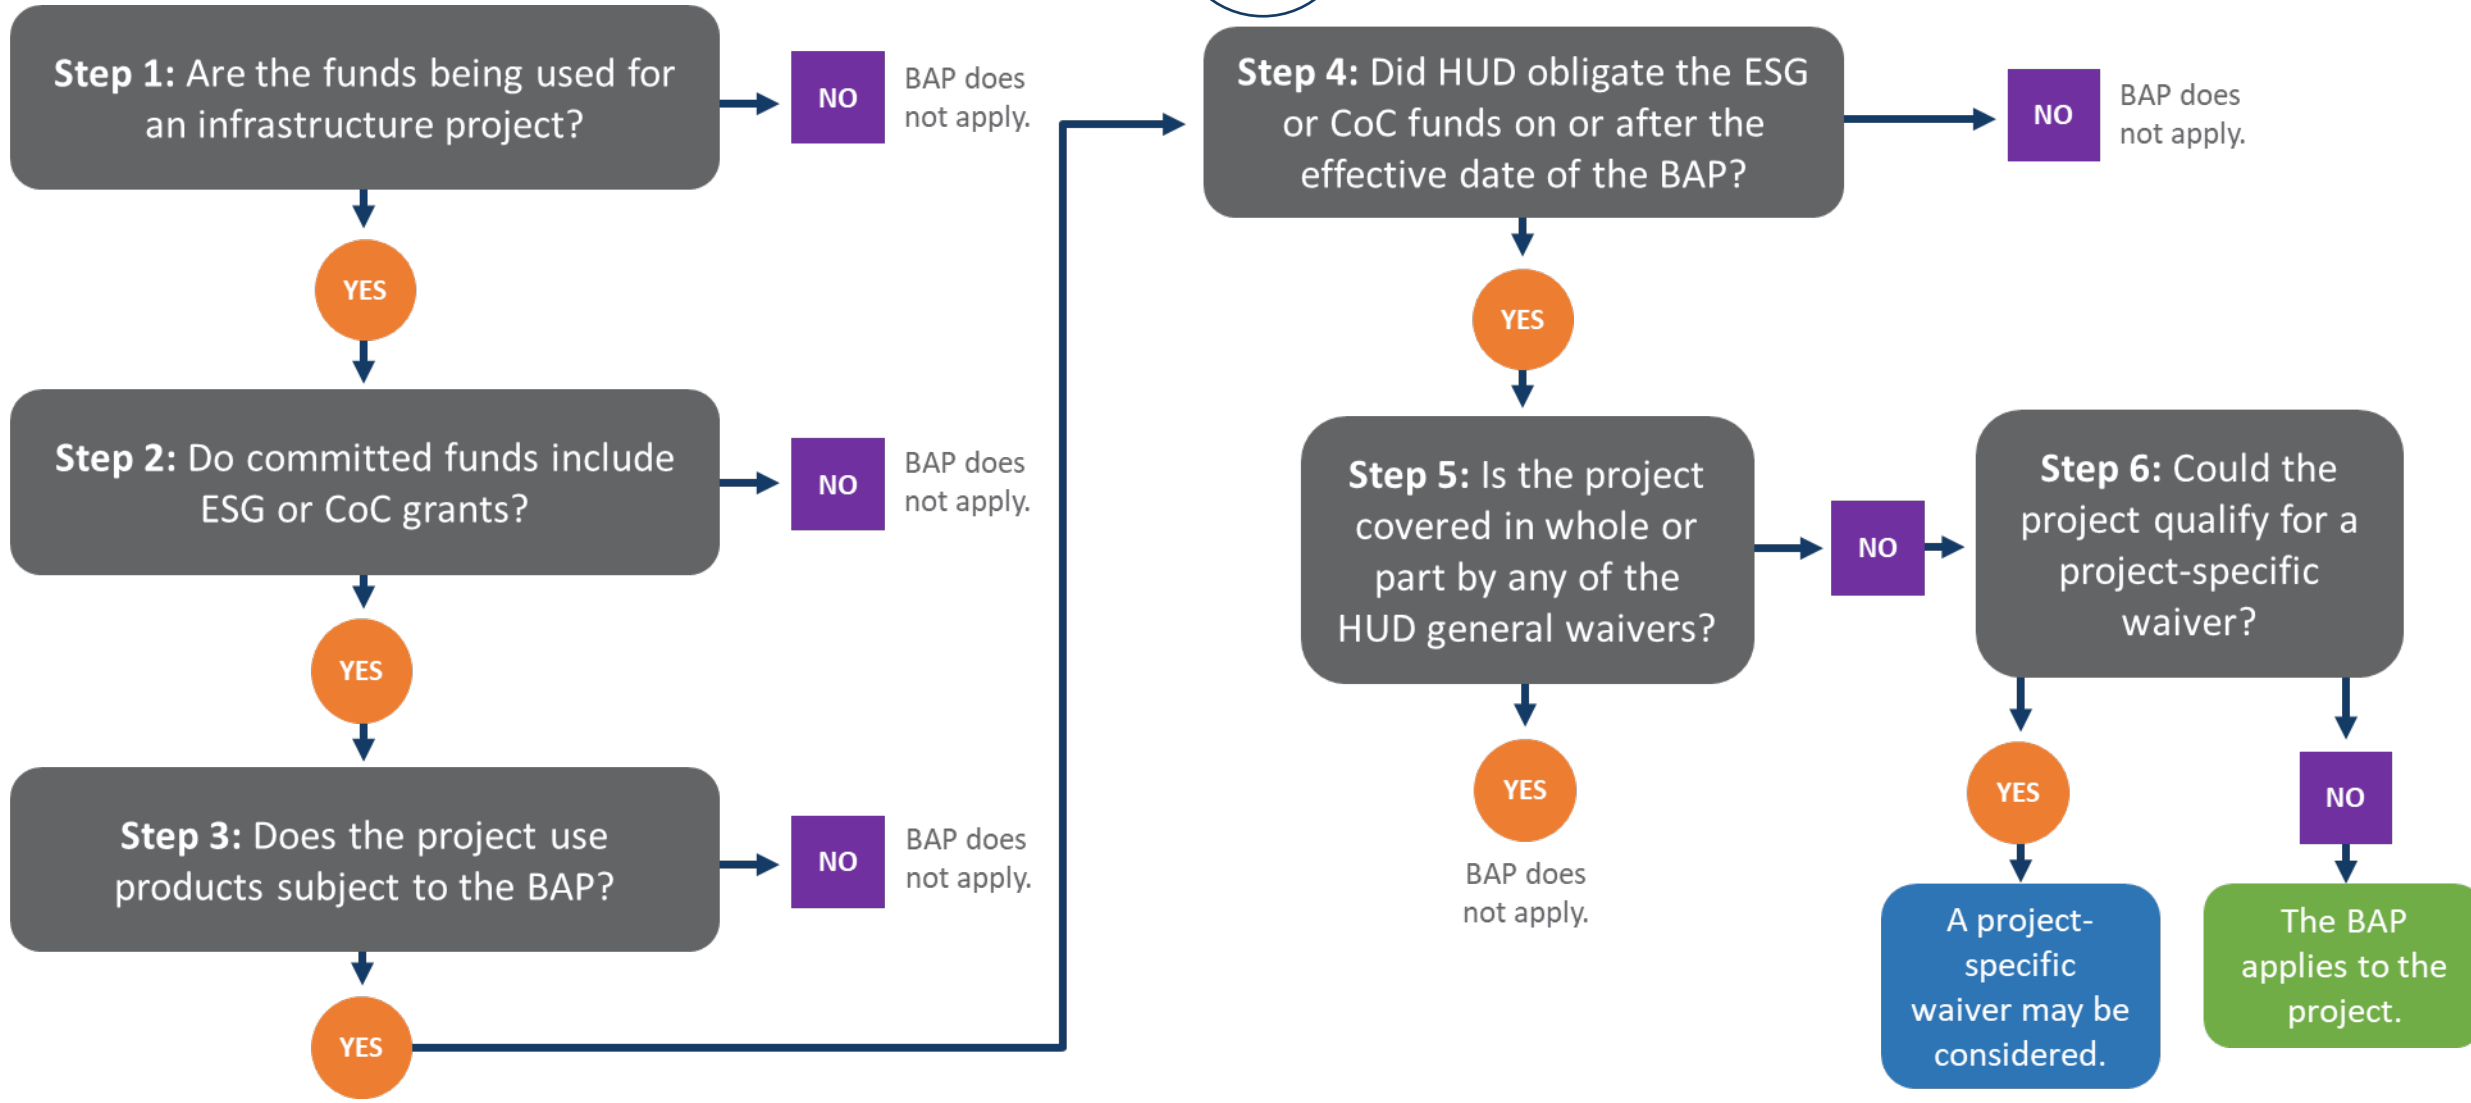 Step 1: Are the funds being used for
an infrastructure project?
NO
BAP does
not apply.
YES
Step 2: Do committed funds include
ESG or CoC grants?
NO
BAP does
not apply.
YES
Step 3: Does the project use
products subject to the BAP?
NO
BAP does
not apply.
YES
Step 4: Did HUD obligate the ESG
or CoC funds on or after the
effective date of the BAP?
NO
BAP does
not apply.
YES
Step 5: Is the project
covered in whole or
part by any of the
HUD general waivers?
YES
BAP does
not apply.
NO
Step 6: Could the
project qualify for a
project-specific
waiver?
YES
A project-
specific
waiver may be
considered.
NO
The BAP
applies to the
project.